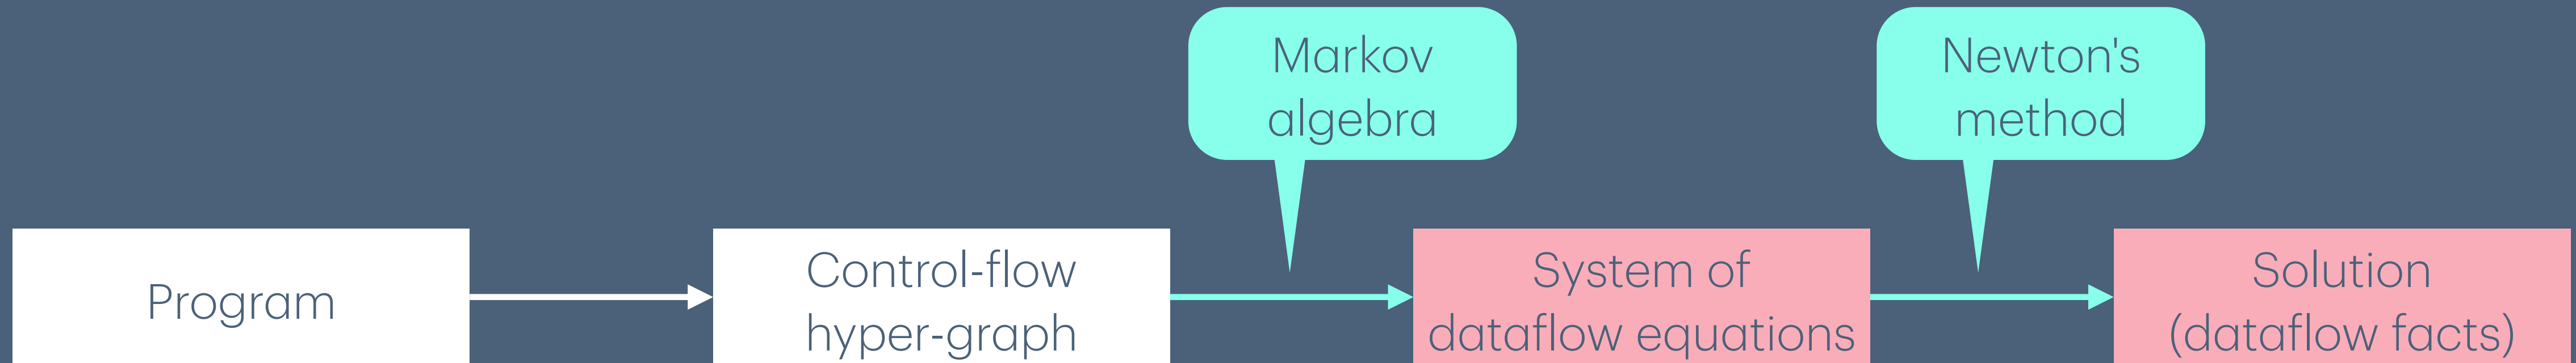 Markov
algebra
Newton's
method
Program
Control-flow
hyper-graph
System of
dataflow equations
Solution
(dataflow facts)